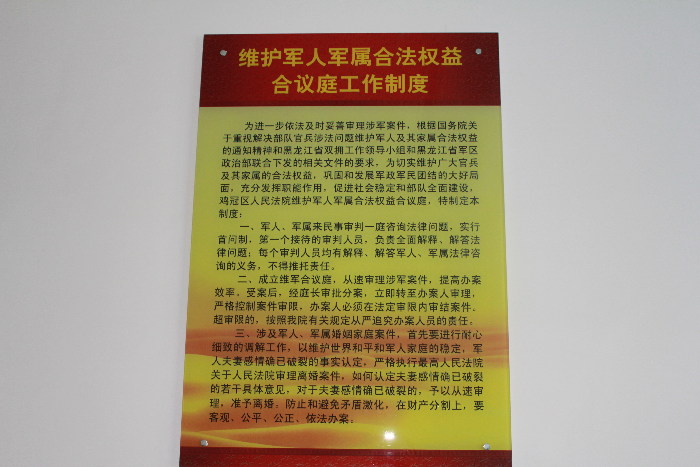 维护军人军属合法权益
合议庭工作制度
为进一步依法及时妥善审理涉军案件，根据国务院关
于重视解决部队官兵涉法问题维护军人及其家属合法权益
的通知精神和黑龙江省双拥工作领导小组和黑龙江省军区
政治部联合下发的相关文件的要求，为切实维护广大官兵
及其家属的合法权益，巩固和发展军政军民团结的大好局
面，充分发挥职能作用，促进社会稳定和部队全面建设，
鸡冠区人民法院维护军人军属合法权益合议庭，特制定本
制度：
一、军人、军属来民事审判一庭咨询法律问题，实行
首问制，第一个接待的审判人员，负责全面解释、解答法
律问题；每个审判人员均有解释、解答军人、军属法律咨
询的义务，不得推托责任。
二、成立维军合议庭，从速审理涉军案件，提高办案
效率，受案后，经庭长审批分案，立即转至办案人审理，
严格控制案件审限，办案人必须在法定审限内审结案件，
超审限的，按照我院有关规定从严追究办案人员的责任。
三、涉及军人、军属婚姻家庭案件，首先要进行耐心
细致的调解工作，以维护世界和平和军人家庭的稳定，军
人夫妻感情确已破裂的事实认定，严格执行最高人民法院
关于人民法院审理离婚案件，如何认定夫妻感情确已破裂
的若干具体意见，对于夫妻感情确已破裂的，予以从速审
理，准予离婚。防止和避免矛盾激化，在财产分割上，要
客观、公平、公正、依法办案。